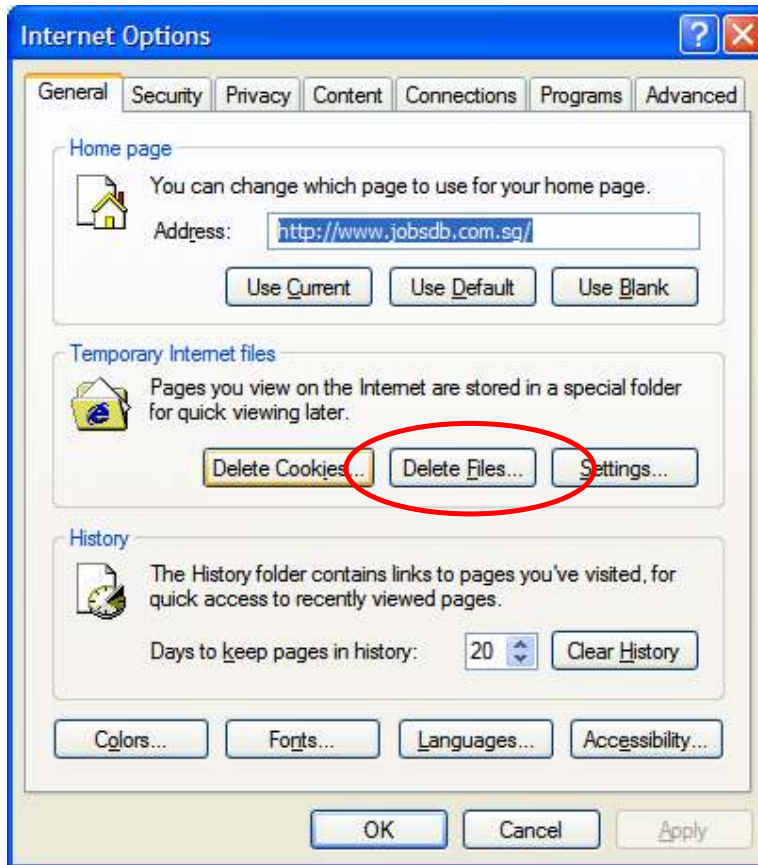 Internet Options
General Security Privacy Content Connections Programs Advanced
Home page
You can change which page to use for your home page.
Address: http://www.jobsdb.com.sg/
Use Current Use Default Use Blank
Temporary Internet files
Pages you view on the Internet are stored in a special folder
for quick viewing later.
Delete Cookies... Delete Files... Settings...
History
The History folder contains links to pages you've visited, for
quick access to recently viewed pages.
Days to keep pages in history: 20 Clear History
Colors... Fonts... Languages... Accessibility...
OK Cancel Apply